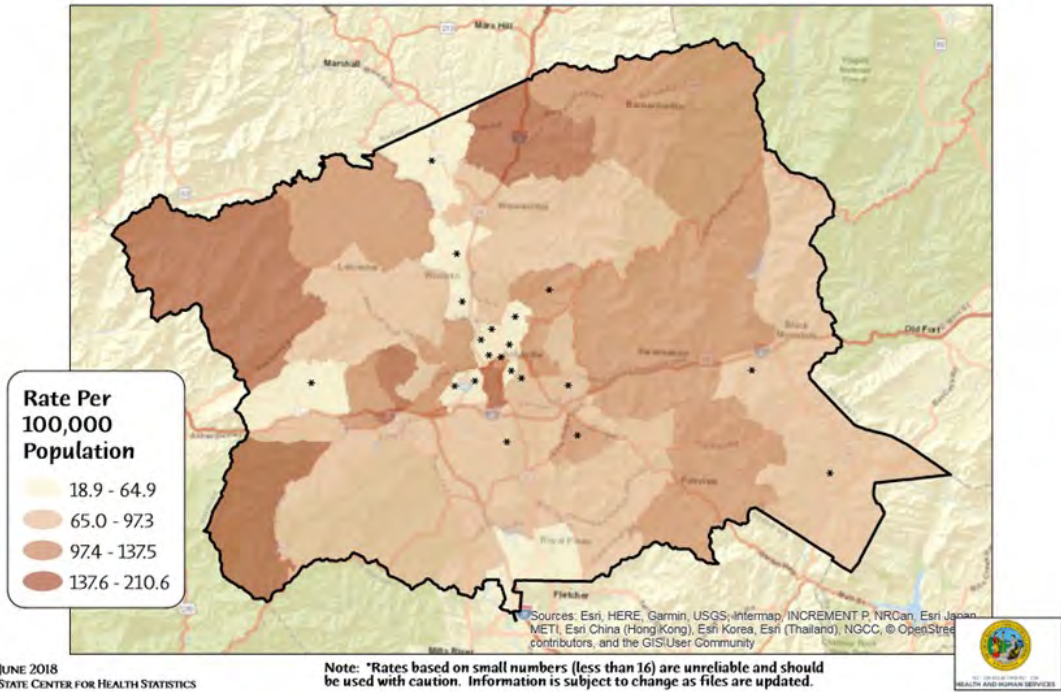 Mars Hill
Marshall
Barnardsville
Weaverville
Leicester
Woodfin
Old Fort
Black
Mountain
Swannanoa
Asheville
Fairview
Royal Pines
Fletcher
Mills River
Rate Per
100,000
Population
18.9 - 64.9
65.0 - 97.3
97.4 - 137.5
137.6 - 210.6
Sources: Esri, HERE, Garmin, USGS, Intermap, INCREMENT P, NRCan, Esri Japan,
METI, Esri China (Hong Kong), Esri Korea, Esri (Thailand), NGCC, © OpenStree
contributors, and the GIS User Community
JUNE 2018
STATE CENTER FOR HEALTH STATISTICS
Note: *Rates based on small numbers (less than 16) are unreliable and should
be used with caution. Information is subject to change as files are updated.
HEALTH AND HUMAN SERVICES